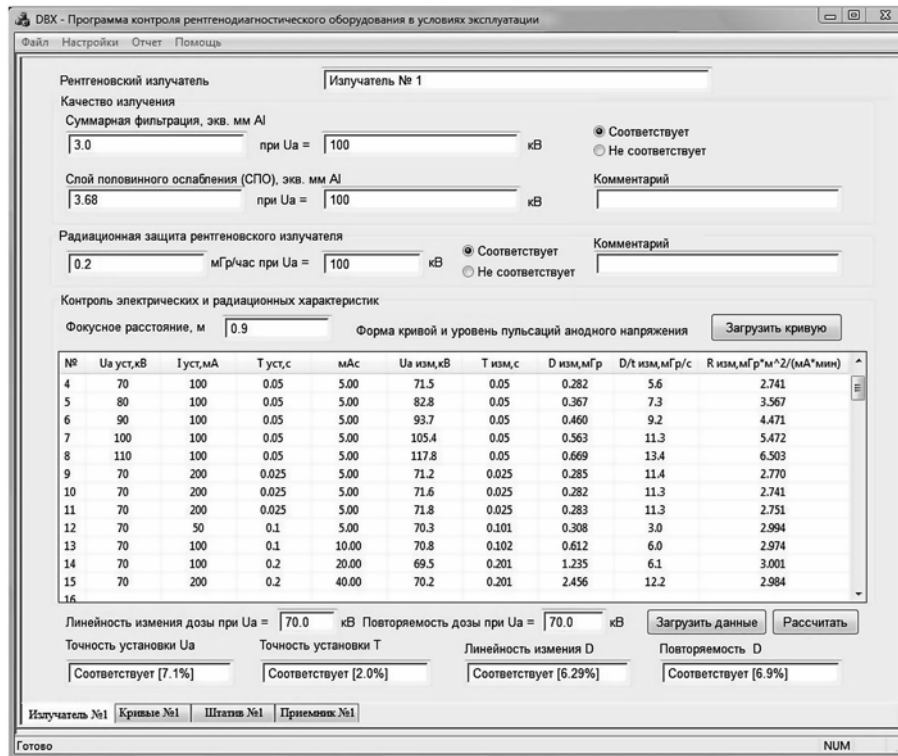 DBX - Программа контроля рентгенодиагностического оборудования в условиях эксплуатации
Файл Настройки Отчет Помощь
Рентгеновский излучатель Излучатель № 1
Качество излучения
Суммарная фильтрация, экв. мм Al
3.0 при Ua = 100 кВ
Соответствует
Не соответствует
Слой половинного ослабления (СПО), экв. мм Al Комментарий
3.68 при Ua = 100 кВ
Радиационная защита рентгеновского излучателя
0.2 мГр/час при Ua = 100 кВ
Соответствует
Не соответствует
Комментарий
Контроль электрических и радиационных характеристик
Фокусное расстояние, м 0.9 Форма кривой и уровень пульсаций анодного напряжения Загрузить кривую
№ Ua уст,кВ I уст,мА T уст,с мАс Ua изм,кВ T изм,с D изм,мГр D/t изм,мГр/с R изм,мГр*м^2/(мА*мин)
4 70 100 0.05 5.00 71.5 0.05 0.282 5.6 2.741
5 80 100 0.05 5.00 82.8 0.05 0.367 7.3 3.567
6 90 100 0.05 5.00 93.7 0.05 0.460 9.2 4.471
7 100 100 0.05 5.00 105.4 0.05 0.563 11.3 5.472
8 110 100 0.05 5.00 117.8 0.05 0.669 13.4 6.503
9 70 200 0.025 5.00 71.2 0.025 0.285 11.4 2.770
10 70 200 0.025 5.00 71.6 0.025 0.282 11.3 2.741
11 70 200 0.025 5.00 71.8 0.025 0.283 11.3 2.751
12 70 50 0.1 5.00 70.3 0.101 0.308 3.0 2.994
13 70 100 0.1 10.00 70.8 0.102 0.612 6.0 2.974
14 70 100 0.2 20.00 69.5 0.201 1.235 6.1 3.001
15 70 200 0.2 40.00 70.2 0.201 2.456 12.2 2.984
16
Линейность измения дозы при Ua = 70.0 кВ Повторяемость дозы при Ua = 70.0 кВ Загрузить данные Рассчитать
Точность установки Ua Точность установки T Линейность измения D Повторяемость D
Соответствует [7.1%] Соответствует [2.0%] Соответствует [6.29%] Соответствует [6.9%]
Излучатель №1 Кривые №1 Штатив №1 Приемник №1
Готово NUM